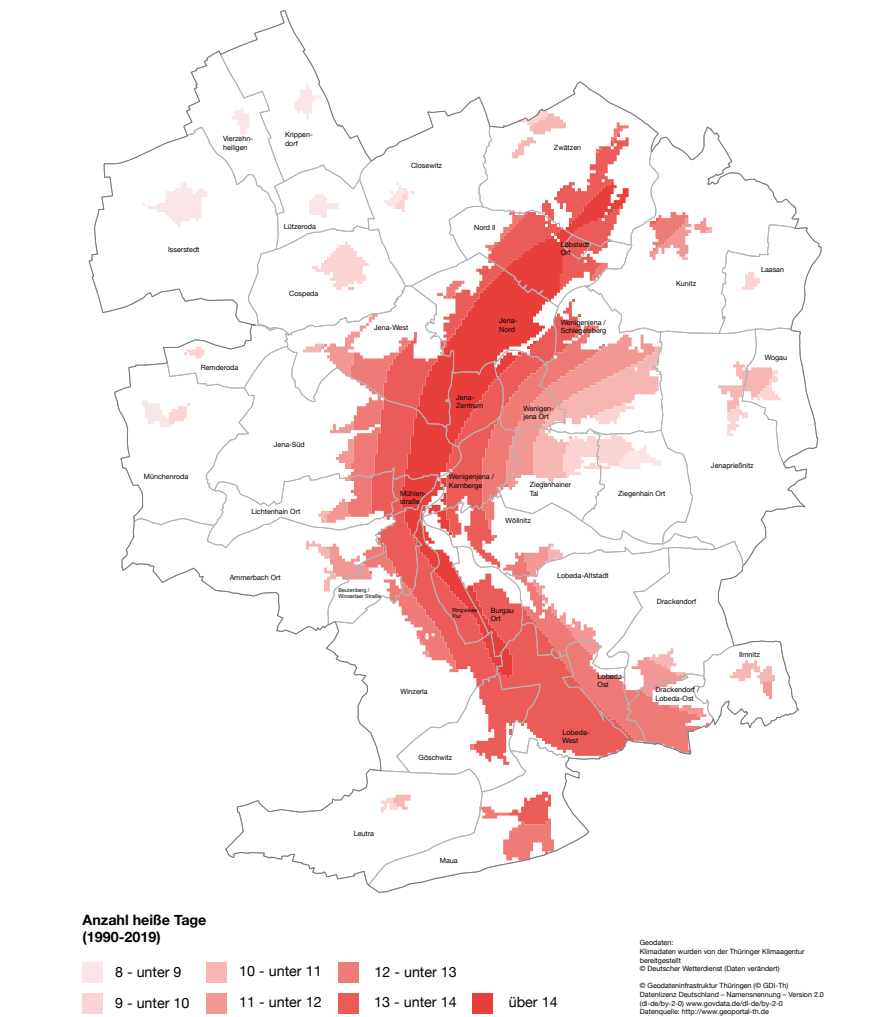 Vierzehn-
heiligen
Krippen-
dorf
Closewitz
Zwätzen
Isserstedt
Lützeroda
Nord II
Löbstedt
Ort
Cospeda
Kunitz
Laasan
Jena-West
Jena-
Nord
Wenigenjena /
Schlegelsberg
Remderoda
Wogau
Jena-
Zentrum
Wenigen-
jena Ort
Jena-Süd
Jenaprießnitz
Münchenroda
Wenigenjena /
Kernberge
Ziegenhainer
Tal
Ziegenhain Ort
Mühlen-
straße
Lichtenhain Ort
Wöllnitz
Ammerbach Ort
Lobeda-Altstadt
Beutenberg /
Winzerlaer Straße
Drackendorf
Ringwiese
Flur
Burgau
Ort
Ilmnitz
Lobeda-
Ost
Winzerla
Drackendorf /
Lobeda-Ost
Lobeda-
West
Göschwitz
Leutra
Maua
Anzahl heiße Tage
(1990-2019)
8 - unter 9
10 - unter 11
12 - unter 13
9 - unter 10
11 - unter 12
13 - unter 14
über 14
Geodaten:
Klimadaten wurden von der Thüringer Klimaagentur
bereitgestellt
© Deutscher Wetterdienst (Daten verändert)
© Geodateninfrastruktur Thüringen (© GDI-Th)
Datenlizenz Deutschland – Namensnennung – Version 2.0
(dl-de/by-2-0) www.govdata.de/dl-de/by-2-0
Datenquelle: http://www.geoportal-th.de